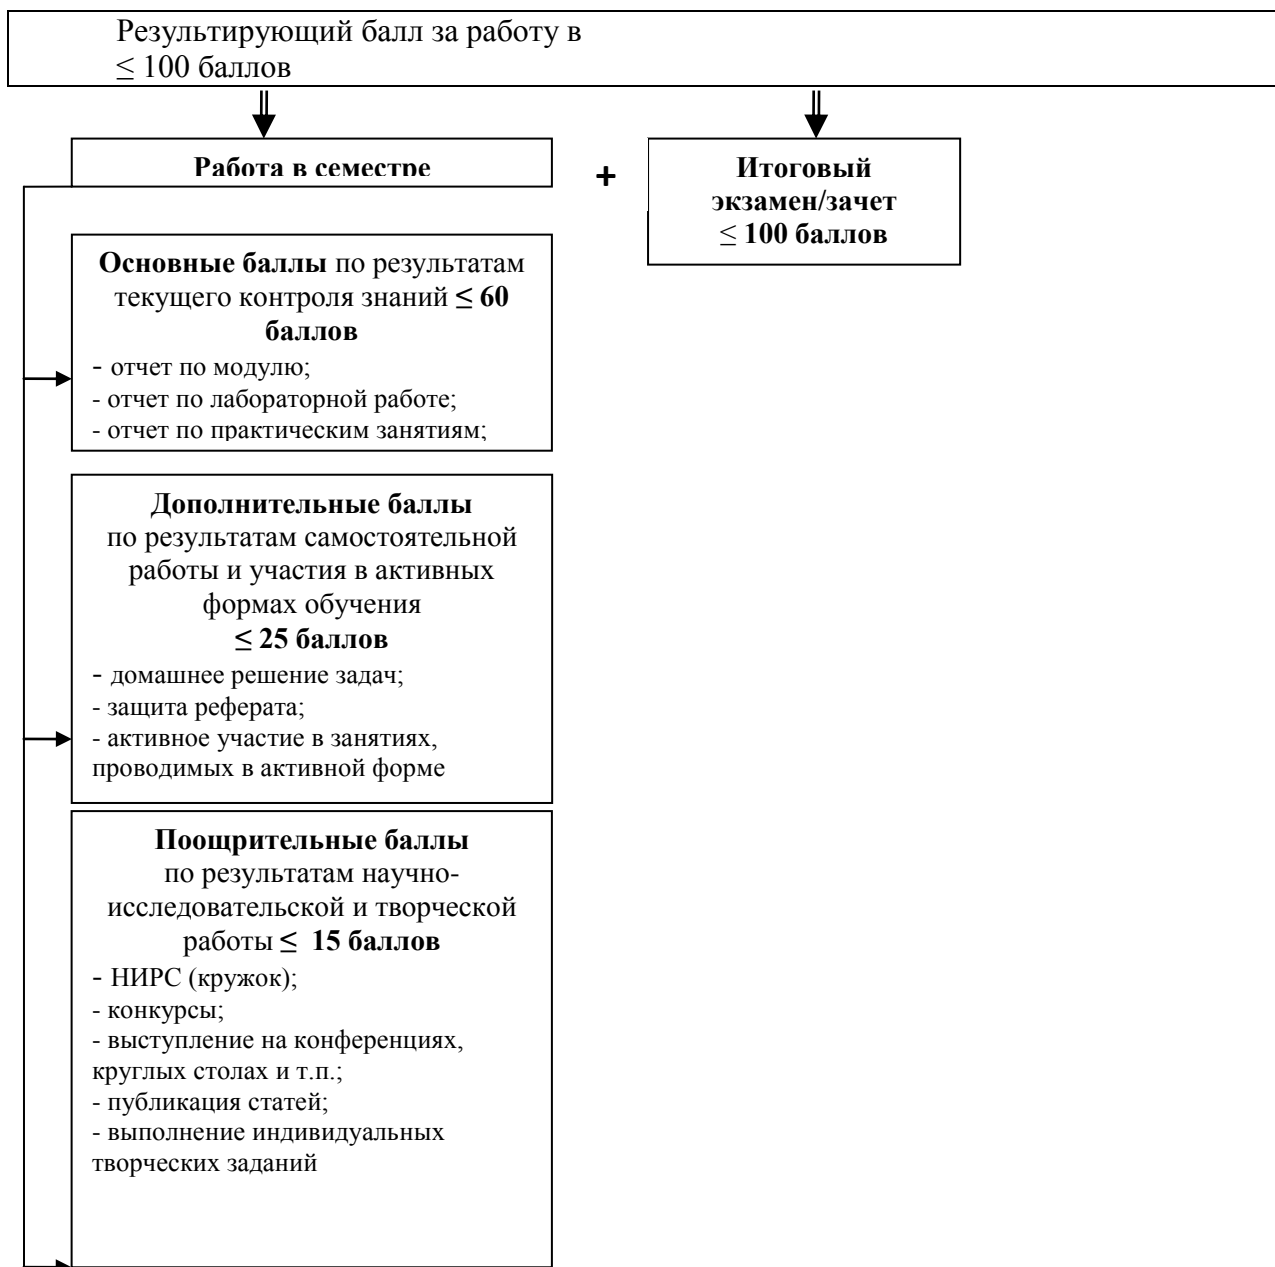 Результирующий балл за работу в
≤ 100 баллов
Работа в семестре
+
Итоговый
экзамен/зачет
≤ 100 баллов
Основные баллы по результатам
текущего контроля знаний ≤ 60
баллов
- отчет по модулю;
- отчет по лабораторной работе;
- отчет по практическим занятиям;
Дополнительные баллы
по результатам самостоятельной
работы и участия в активных
формах обучения
≤ 25 баллов
- домашнее решение задач;
- защита реферата;
- активное участие в занятиях,
проводимых в активной форме
Поощрительные баллы
по результатам научно-
исследовательской и творческой
работы ≤ 15 баллов
- НИРС (кружок);
- конкурсы;
- выступление на конференциях,
круглых столах и т.п.;
- публикация статей;
- выполнение индивидуальных
творческих заданий